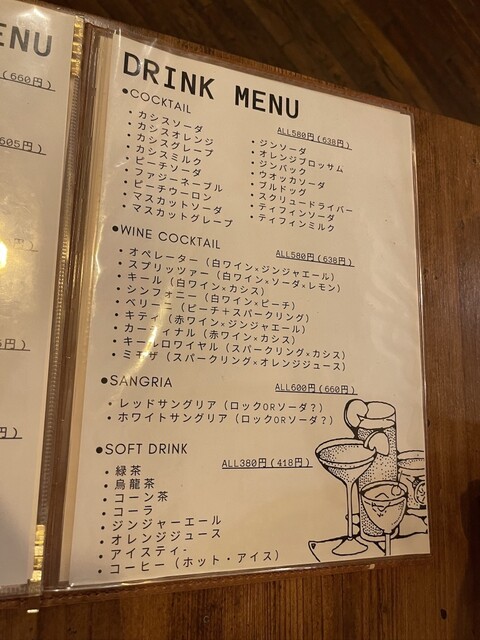 ENU
(660円)
605円)
円)
円)
円)
DRINK MENU
•COCKTAIL
ALL580円(638円)
・カシスソーダ
・カシスオレンジ
・カシスグレープ
・カシスミルク
・ピーチソーダ
・ファジーネーブル
・ピーチウーロン
・マスカットソーダ
・マスカットグレープ
・ジンソーダ
・オレンジブロッサム
・ジンバック
・ウオッカソーダ
・ブルドッグ
・スクリュードライバー
・ティフィンソーダ
・ティフィンミルク
•WINE COCKTAIL
ALL580円(638円)
・オペレーター（白ワイン×ジンジャエール）
・スプリッツァー（白ワイン×ソーダ×レモン）
・キール（白ワイン×カシス）
・シンフォニー（白ワイン×ピーチ）
・ベリーニ（ピーチ＋スパークリング）
・キティ（赤ワイン×ジンジャエール）
・カーディナル（赤ワイン×カシス）
・キールロワイヤル（スパークリング×カシス）
・ミモザ（スパークリング×オレンジジュース）
•SANGRIA
ALL600円(660円)
・レッドサングリア（ロックORソーダ？）
・ホワイトサングリア（ロックORソーダ？）
•SOFT DRINK
ALL380円(418円)
・緑茶
・烏龍茶
・コーン茶
・コーラ
・ジンジャーエール
・オレンジジュース
・アイスティ-
・コーヒー（ホット・アイス）